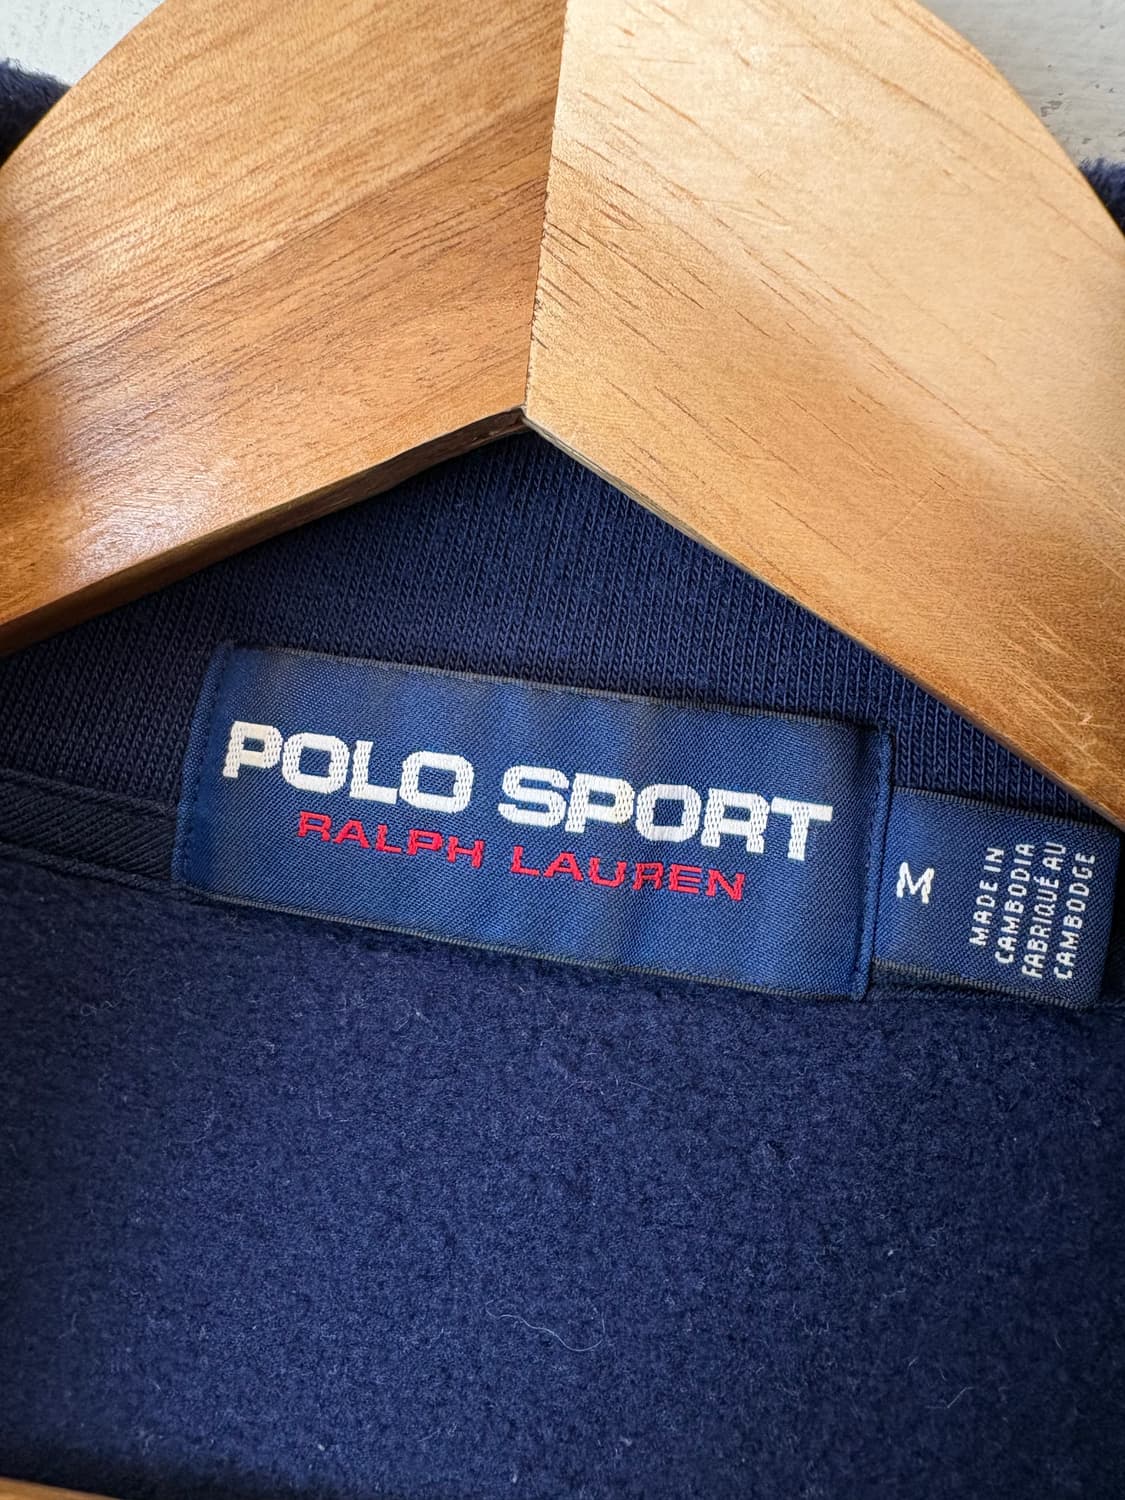 POLO SPORT
RALPH LAUREN
M
MADE IN
CAMBODIA
FABRIQUÉ AU
CAMBODGE